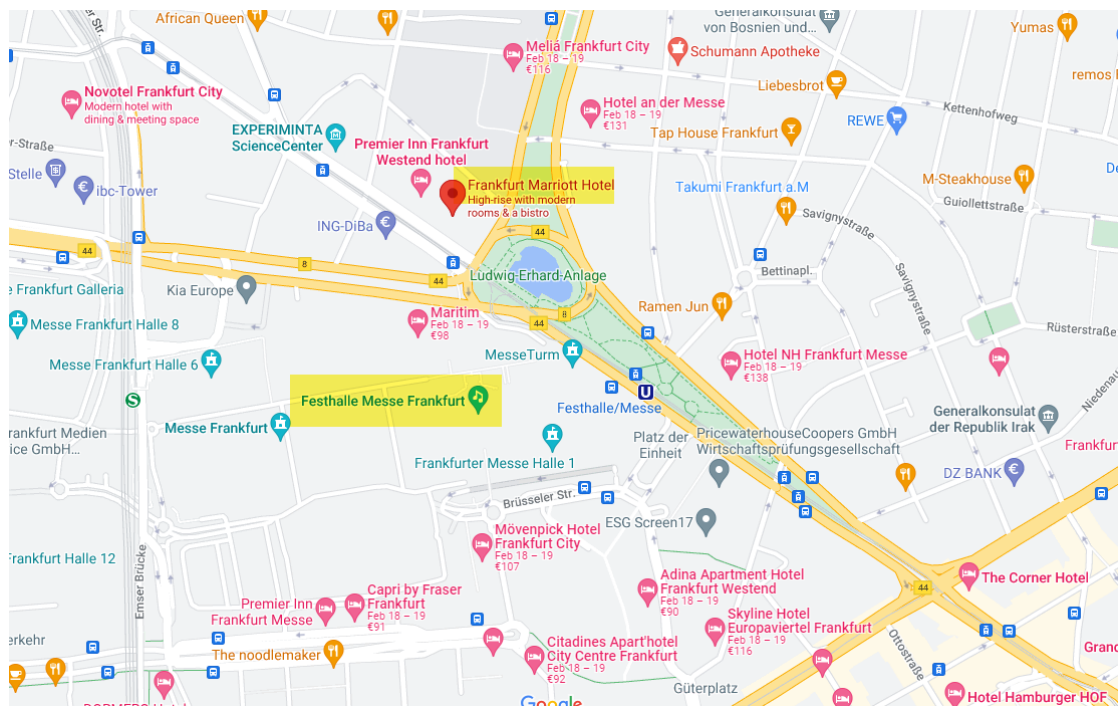 African Queen
Generalkonsulat
von Bosnien und...
Yumas
Meliá Frankfurt City
Feb 18 – 19
€116
Schumann Apotheke
remos
Liebesbrot
Novotel Frankfurt City
Modern hotel with
dining & meeting space
Hotel an der Messe
Feb 18 – 19
€131
Kettenhofweg
EXPERIMINTA
ScienceCenter
Tap House Frankfurt
REWE
er-Straße
Premier Inn Frankfurt
Westend hotel
Stelle
ibc-Tower
Frankfurt Marriott Hotel
High-rise with modern
rooms & a bistro
Takumi Frankfurt a.M
M-Steakhouse
De
Guiollettstraße
Savignystraße
ING-DiBa
44
44
8
44
Ludwig-Erhard-Anlage
Bettinapl.
Savignystraße
e Frankfurt Galleria
Kia Europe
Ramen Jun
Maritim
Feb 18 – 19
€98
44
8
Messe Frankfurt Halle 8
Rüsterstraße
MesseTurm
Hotel NH Frankfurt Messe
Feb 18 – 19
€138
Messe Frankfurt Halle 6
S
Festhalle Messe Frankfurt
U
Festhalle/Messe
Niedenau
Messe Frankfurt
Generalkonsulat
der Republik Irak
rankfurt Medien
ice GmbH...
Frankfurter Messe Halle 1
Platz der
Einheit
PricewaterhouseCoopers GmbH
Wirtschaftsprüfungsgesellschaft
Frankfurt
DZ BANK
Brüsseler Str.
ESG Screen17
Mövenpick Hotel
Frankfurt City
Feb 18 – 19
€107
Frankfurt Halle 12
Emser Brücke
Adina Apartment Hotel
Frankfurt Westend
Feb 18 – 19
€90
44
The Corner Hotel
Capri by Fraser
Frankfurt
Feb 18 – 19
€91
Premier Inn
Frankfurt Messe
Skyline Hotel
Europaviertel Frankfurt
Feb 18 – 19
€116
Ottostraße
erkehr
The noodlemaker
Citadines Apart'hotel
City Centre Frankfurt
Feb 18 – 19
€92
Grand
Güterplatz
Hotel Hamburger HOF
Google